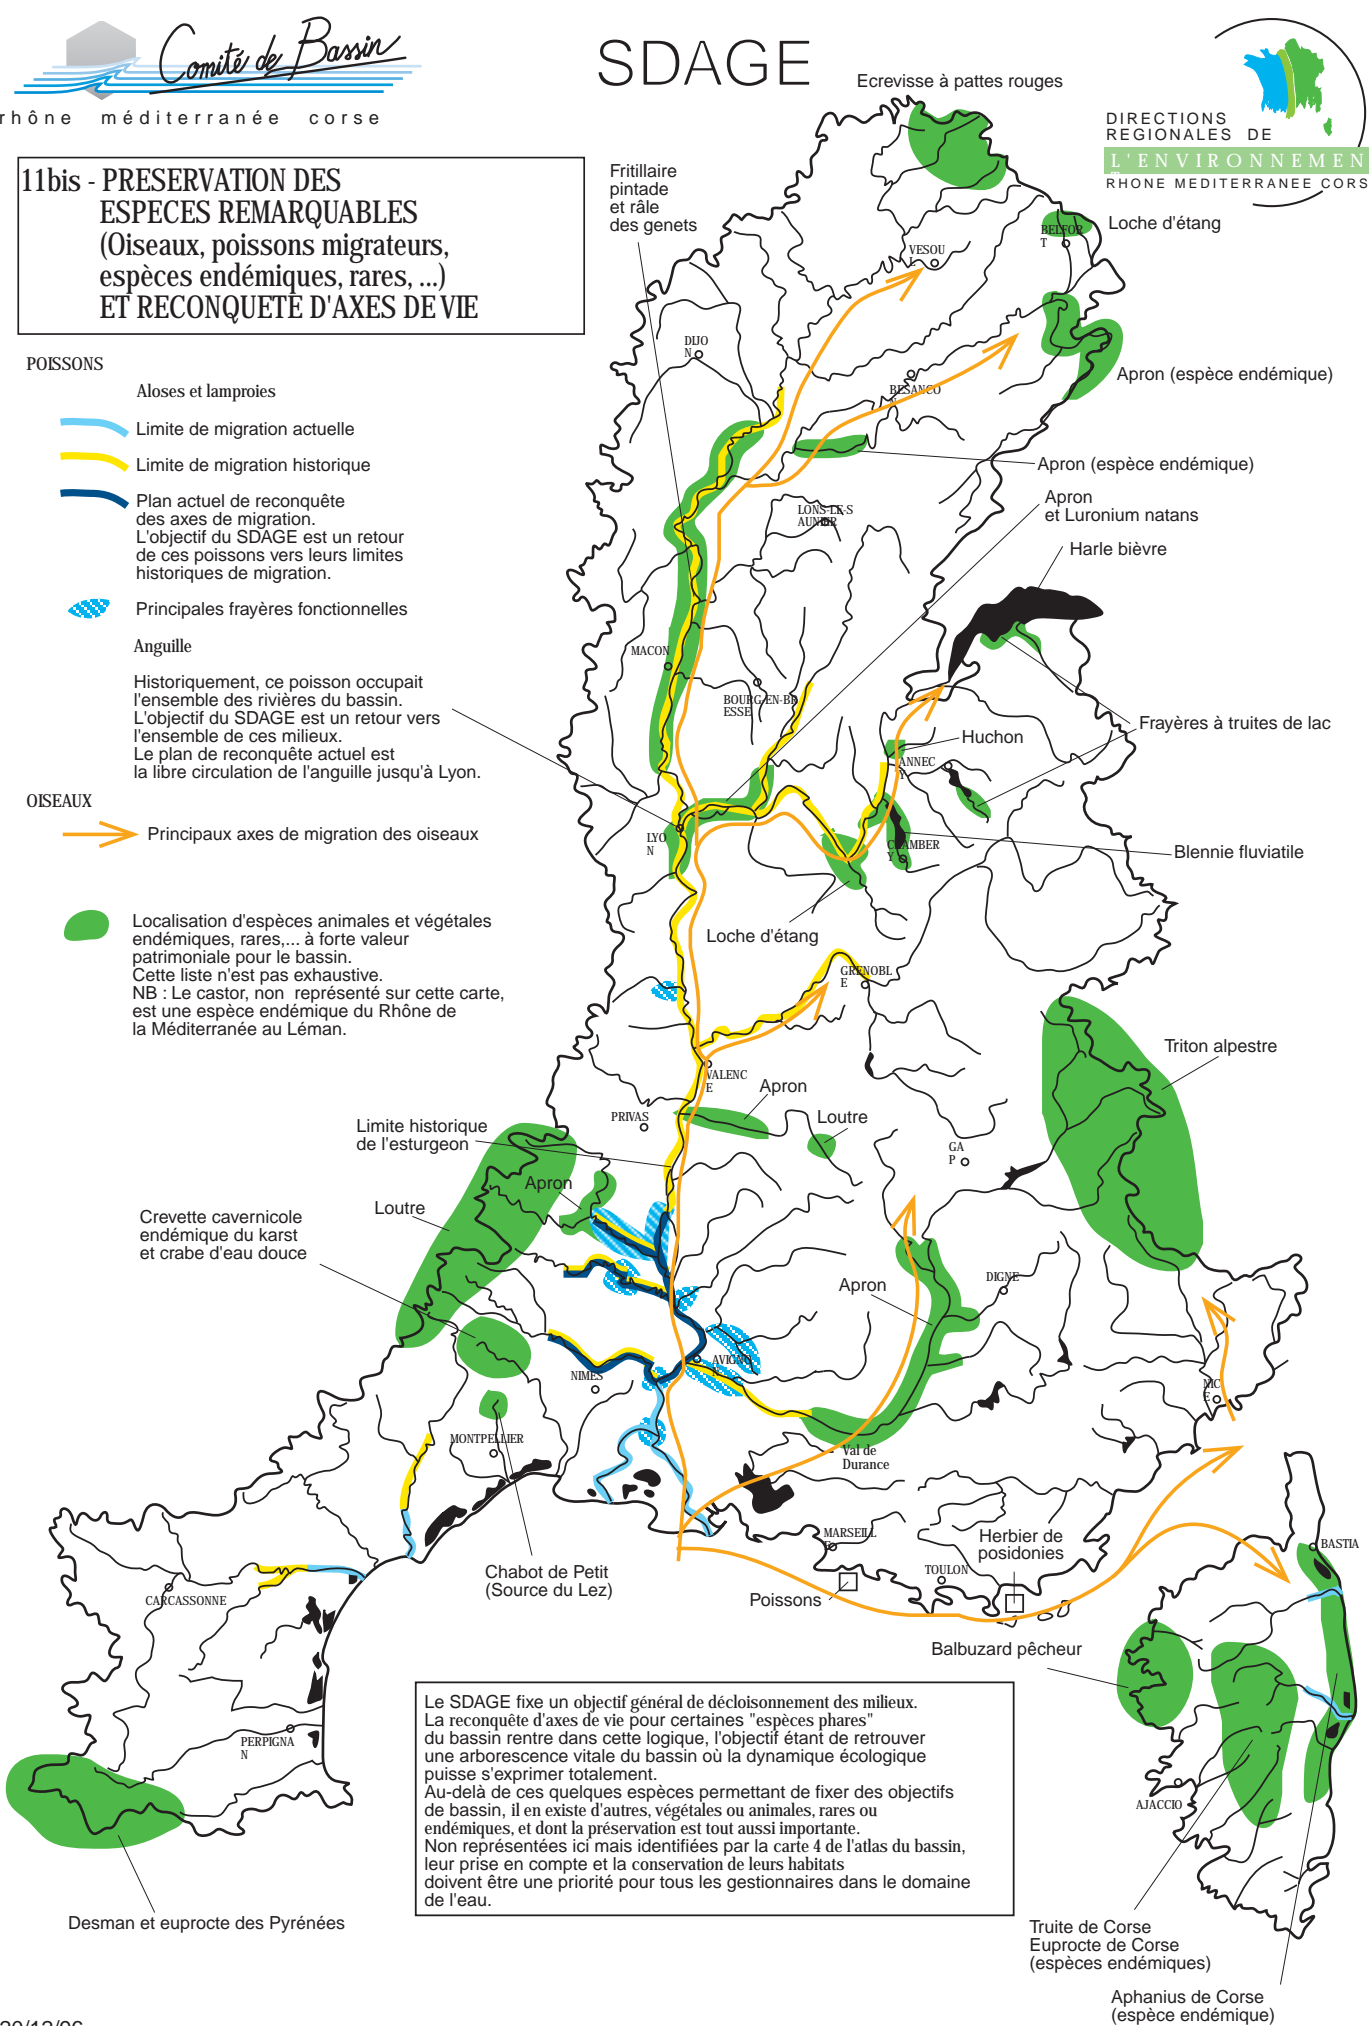 Comité de Bassin
rhône méditerranée corse
SDAGE
DIRECTIONS
REGIONALES DE
L'ENVIRONNEMEN
T
RHONE MEDITERRANEE CORS
11bis - PRESERVATION DES
ESPECES REMARQUABLES
(Oiseaux, poissons migrateurs,
espèces endémiques, rares, ...)
ET RECONQUETE D'AXES DE VIE
POISSONS
Aloses et lamproies
Limite de migration actuelle
Limite de migration historique
Plan actuel de reconquête
des axes de migration.
L'objectif du SDAGE est un retour
de ces poissons vers leurs limites
historiques de migration.
Principales frayères fonctionnelles
Anguille
Historiquement, ce poisson occupait
l'ensemble des rivières du bassin.
L'objectif du SDAGE est un retour vers
l'ensemble de ces milieux.
Le plan de reconquête actuel est
la libre circulation de l'anguille jusqu'à Lyon.
OISEAUX
Principaux axes de migration des oiseaux
Localisation d'espèces animales et végétales
endémiques, rares,... à forte valeur
patrimoniale pour le bassin.
Cette liste n'est pas exhaustive.
NB : Le castor, non représenté sur cette carte,
est une espèce endémique du Rhône de
la Méditerranée au Léman.
Ecrevisse à pattes rouges
Fritillaire
pintade
et râle
des genets
Loche d'étang
BELFOR
T
VESOU
L
DIJO
N
BESANCO
N
Apron (espèce endémique)
Apron (espèce endémique)
Apron
et Luronium natans
LONS-LE-S
AUNIER
Harle bièvre
MACON
BOURG-EN-BR
ESSE
Frayères à truites de lac
Huchon
ANNEC
Y
LYO
N
CHAMBER
Y
Blennie fluviatile
Loche d'étang
GRENOBL
E
Triton alpestre
VALENC
E
Apron
PRIVAS
Loutre
Limite historique
de l'esturgeon
GA
P
Apron
Loutre
Crevette cavernicole
endémique du karst
et crabe d'eau douce
Apron
DIGNE
AVIGNO
N
NIMES
NIC
E
MONTPELLIER
Val de
Durance
MARSEILL
E
Herbier de
posidonies
BASTIA
Chabot de Petit
(Source du Lez)
TOULON
Poissons
CARCASSONNE
Balbuzard pêcheur
PERPIGNA
N
AJACCIO
Le SDAGE fixe un objectif général de décloisonnement des milieux.
La reconquête d'axes de vie pour certaines "espèces phares"
du bassin rentre dans cette logique, l'objectif étant de retrouver
une arborescence vitale du bassin où la dynamique écologique
puisse s'exprimer totalement.
Au-delà de ces quelques espèces permettant de fixer des objectifs
de bassin, il en existe d'autres, végétales ou animales, rares ou
endémiques, et dont la préservation est tout aussi importante.
Non représentées ici mais identifiées par la carte 4 de l'atlas du bassin,
leur prise en compte et la conservation de leurs habitats
doivent être une priorité pour tous les gestionnaires dans le domaine
de l'eau.
Desman et euprocte des Pyrénées
Truite de Corse
Euprocte de Corse
(espèces endémiques)
Aphanius de Corse
(espèce endémique)